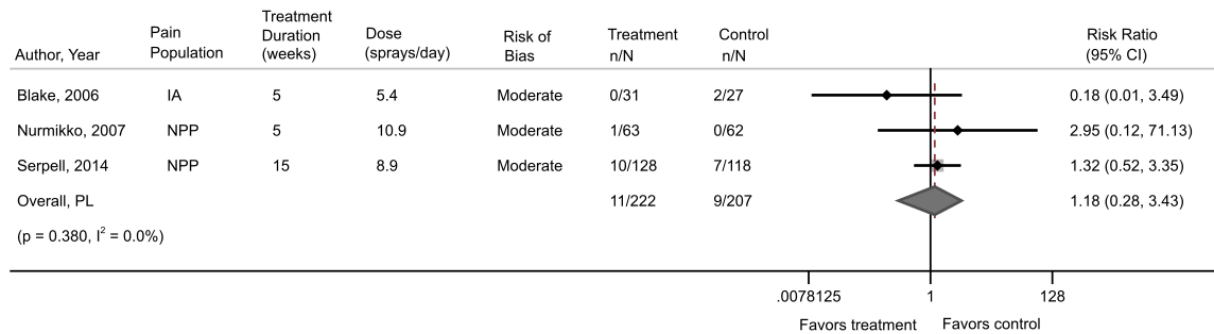 Author, Year Pain Population Treatment Duration (weeks) Dose (sprays/day) Risk of Bias Treatment n/N Control n/N Risk Ratio (95% CI)
Blake, 2006 IA 5 5.4 Moderate 0/31 2/27 0.18 (0.01, 3.49)
Nurmikko, 2007 NPP 5 10.9 Moderate 1/63 0/62 2.95 (0.12, 71.13)
Serpell, 2014 NPP 15 8.9 Moderate 10/128 7/118 1.32 (0.52, 3.35)
Overall, PL 11/222 9/207 1.18 (0.28, 3.43)
(p = 0.380, I² = 0.0%)
.0078125 1 128
Favors treatment Favors control